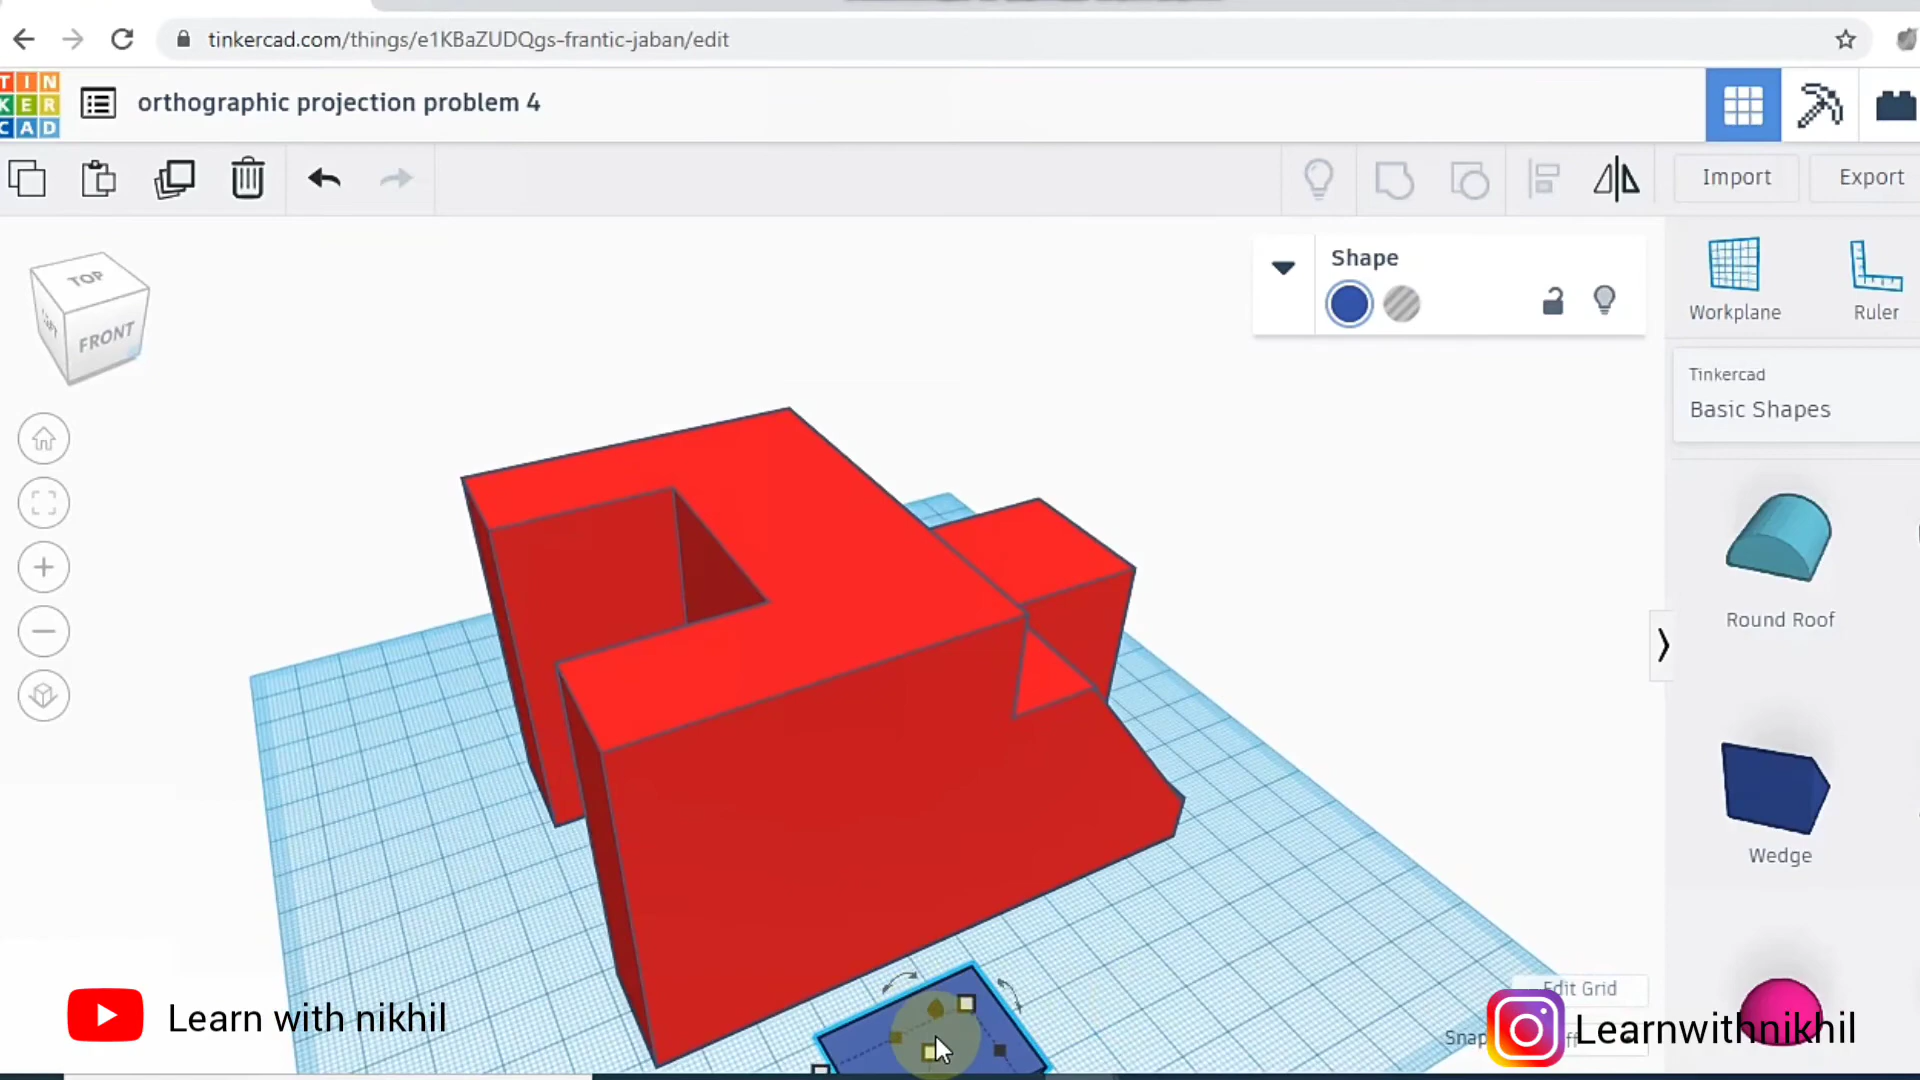 tinkercad.com/things/e1KBaZUDQgs-frantic-jaban/edit
TIN
KER
CAD
orthographic projection problem 4
Import
Export
TOP
LEFT
FRONT
Shape
Workplane
Ruler
Tinkercad
Basic Shapes
Round Roof
Wedge
Edit Grid
Snap
Learn with nikhil
Learnwithnikhil